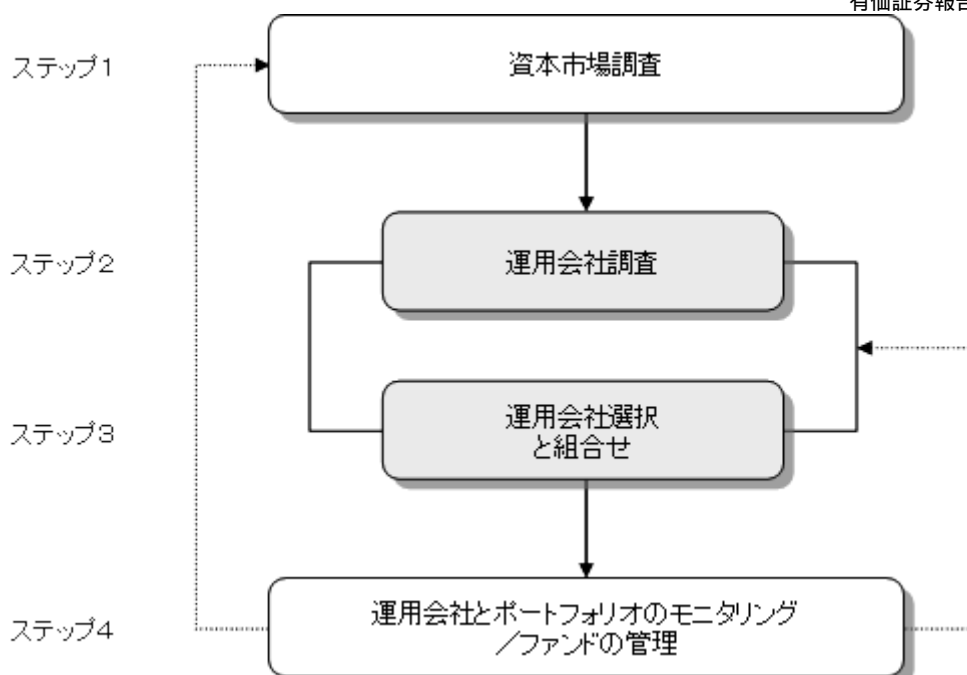 有価証券報告
ステップ1
資本市場調査
ステップ2
運用会社調査
ステップ3
運用会社選択
と組合せ
ステップ4
運用会社とポートフォリオのモニタリング
／ファンドの管理